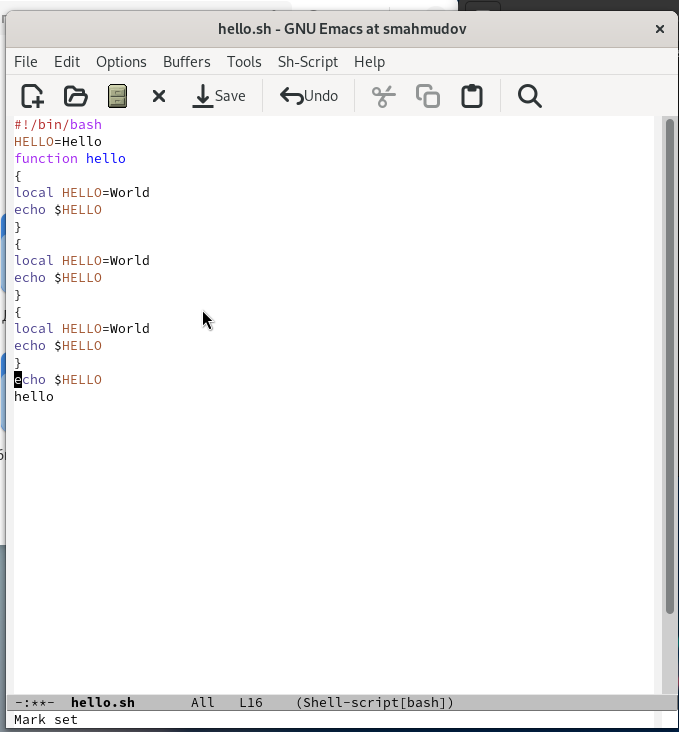 hello.sh - GNU Emacs at smahmudov
File Edit Options Buffers Tools Sh-Script Help
Save Undo
#!/bin/bash
HELLO=Hello
function hello
{
local HELLO=World
echo $HELLO
}
{
local HELLO=World
echo $HELLO
}
{
local HELLO=World
echo $HELLO
}
echo $HELLO
hello
-:**- hello.sh All L16 (Shell-script[bash])
Mark set